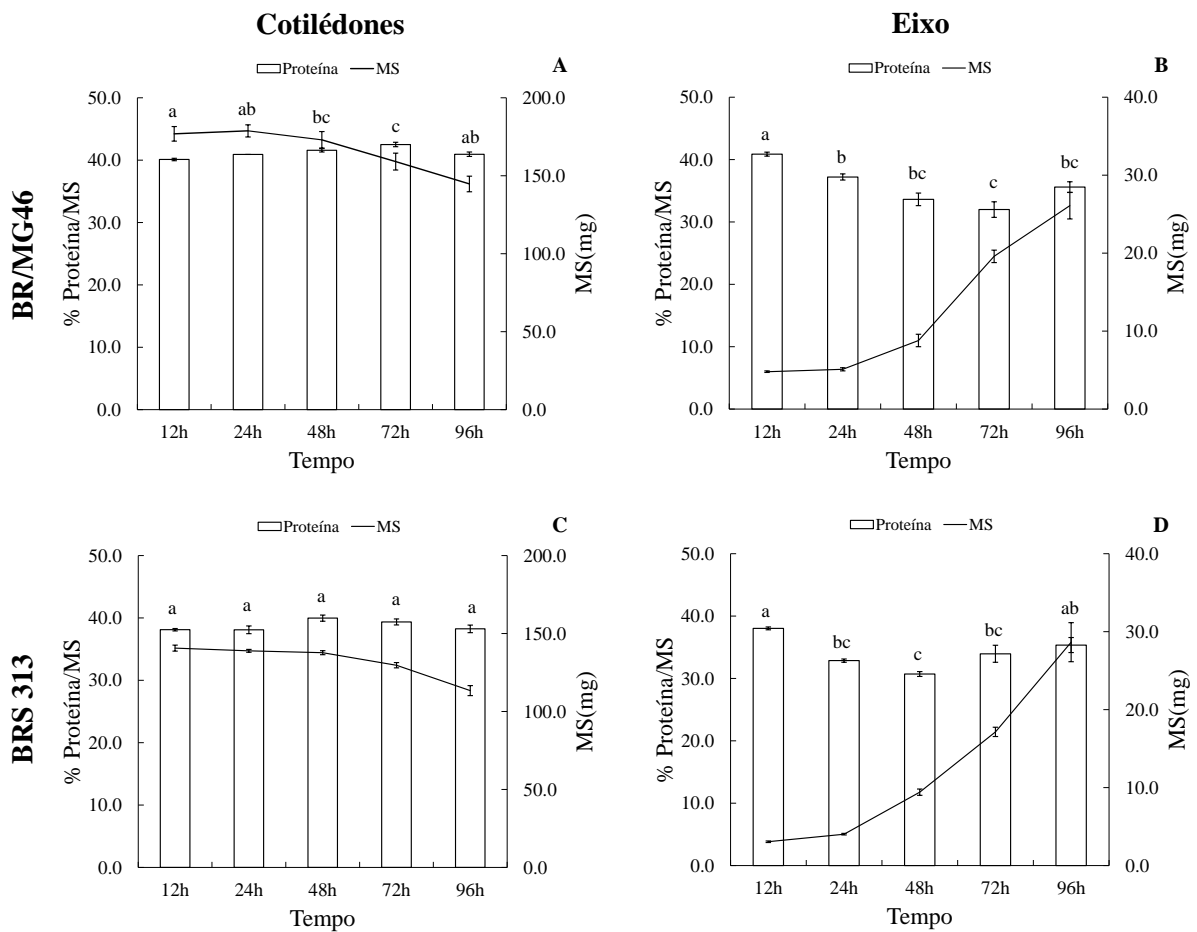 Cotilédones
Eixo
BR/MG46
BRS 313
Proteína MS
A
50.0
40.0
30.0
20.0
10.0
0.0
% Proteína/MS
200.0
150.0
100.0
50.0
0.0
MS(mg)
a ab bc c ab
12h 24h 48h 72h 96h
Tempo
Proteína MS
B
50.0
40.0
30.0
20.0
10.0
0.0
% Proteína/MS
40.0
30.0
20.0
10.0
0.0
MS(mg)
a b bc c bc
12h 24h 48h 72h 96h
Tempo
Proteína MS
C
50.0
40.0
30.0
20.0
10.0
0.0
% Proteína/MS
200.0
150.0
100.0
50.0
0.0
MS(mg)
a a a a a
12h 24h 48h 72h 96h
Tempo
Proteína MS
D
50.0
40.0
30.0
20.0
10.0
0.0
% Proteína/MS
40.0
30.0
20.0
10.0
0.0
MS(mg)
a bc c bc ab
12h 24h 48h 72h 96h
Tempo